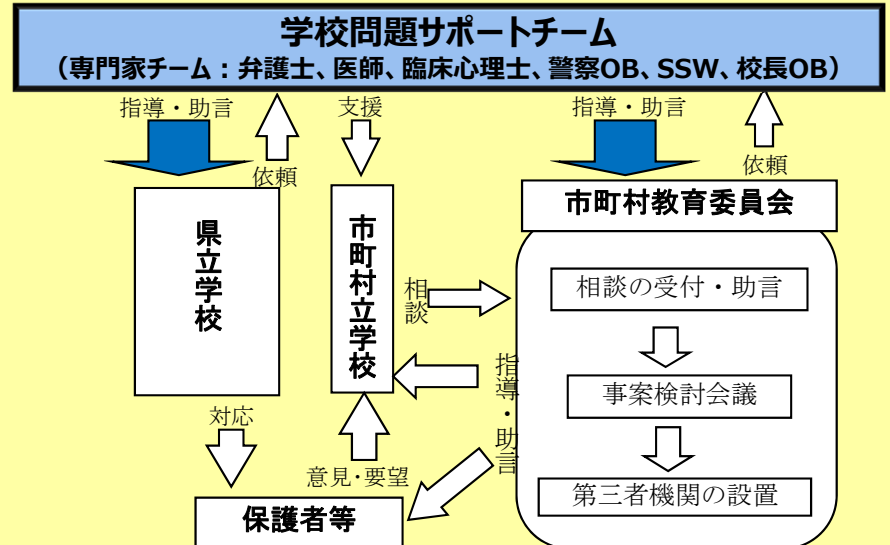 学校問題サポートチーム
（専門家チーム：弁護士、医師、臨床心理士、警察OB、SSW、校長OB）
指導・助言
依頼
支援
指導・助言
依頼
県立学校
市町村立学校
市町村教育委員会
相談
相談の受付・助言
指導・助言
事案検討会議
第三者機関の設置
対応
意見・要望
保護者等